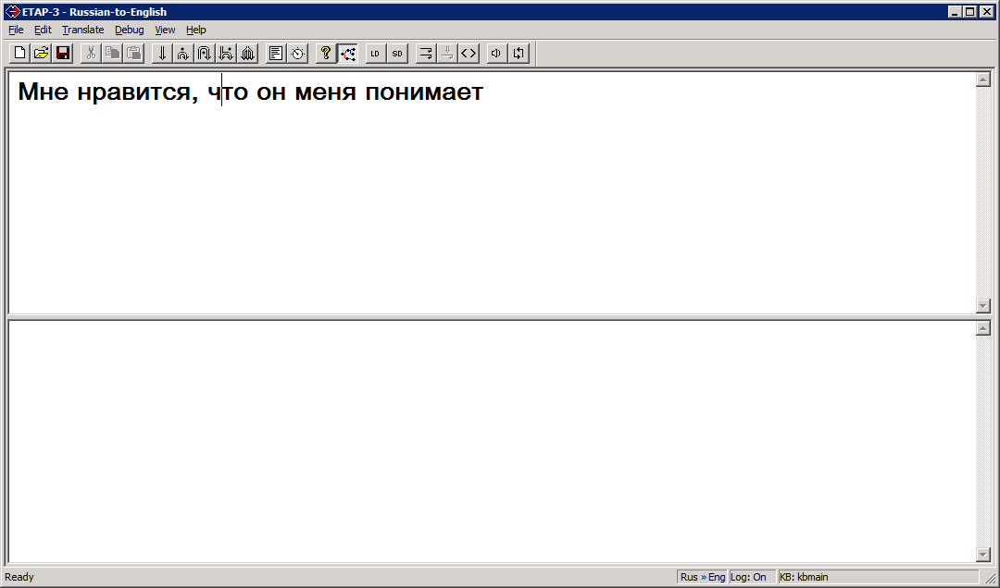 ETAP-3 - Russian-to-English
File Edit Translate Debug View Help
LD SD
Мне нравится, что он меня понимает
Ready Rus » Eng Log: On KB: kbmain